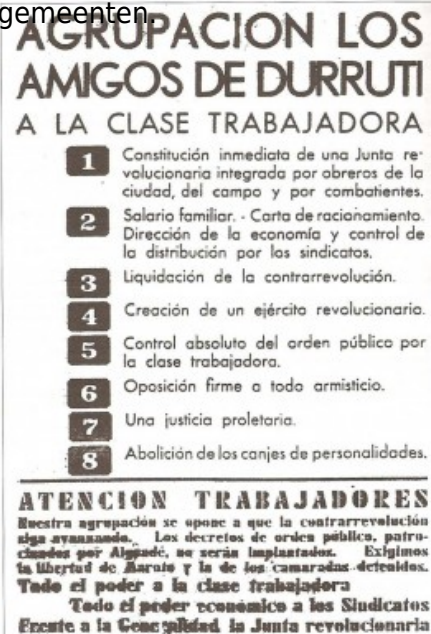 gemeenten.
AGRUPACION LOS
AMIGOS DE DURRUTI
A LA CLASE TRABAJADORA
1 Constitución inmediata de una Junta re-
volucionaria integrada por obreros de la
ciudad, del campo y por combatientes.
2 Salario familiar. - Carta de racionamiento.
Dirección de la economía y control de
la distribución por los sindicatos.
3 Liquidación de la contrarrevolución.
4 Creación de un ejército revolucionario.
5 Control absoluto del orden público por
la clase trabajadora.
6 Oposición firme a todo armisticio.
7 Una justicia proletaria.
8 Abolición de los canjes de personalidades.
ATENCION TRABAJADORES
Nuestra agrupación se opone a que la contrarrevolución
siga avanzando. Los decretos de orden público, patro-
cinados por Aiguadé, no serán implantados. Exigimos
la libertad de Maroto y la de los camaradas detenidos.
Todo el poder a la clase trabajadora
Todo el poder económico a los Sindicatos
Frente a la la Junta revolucionaria